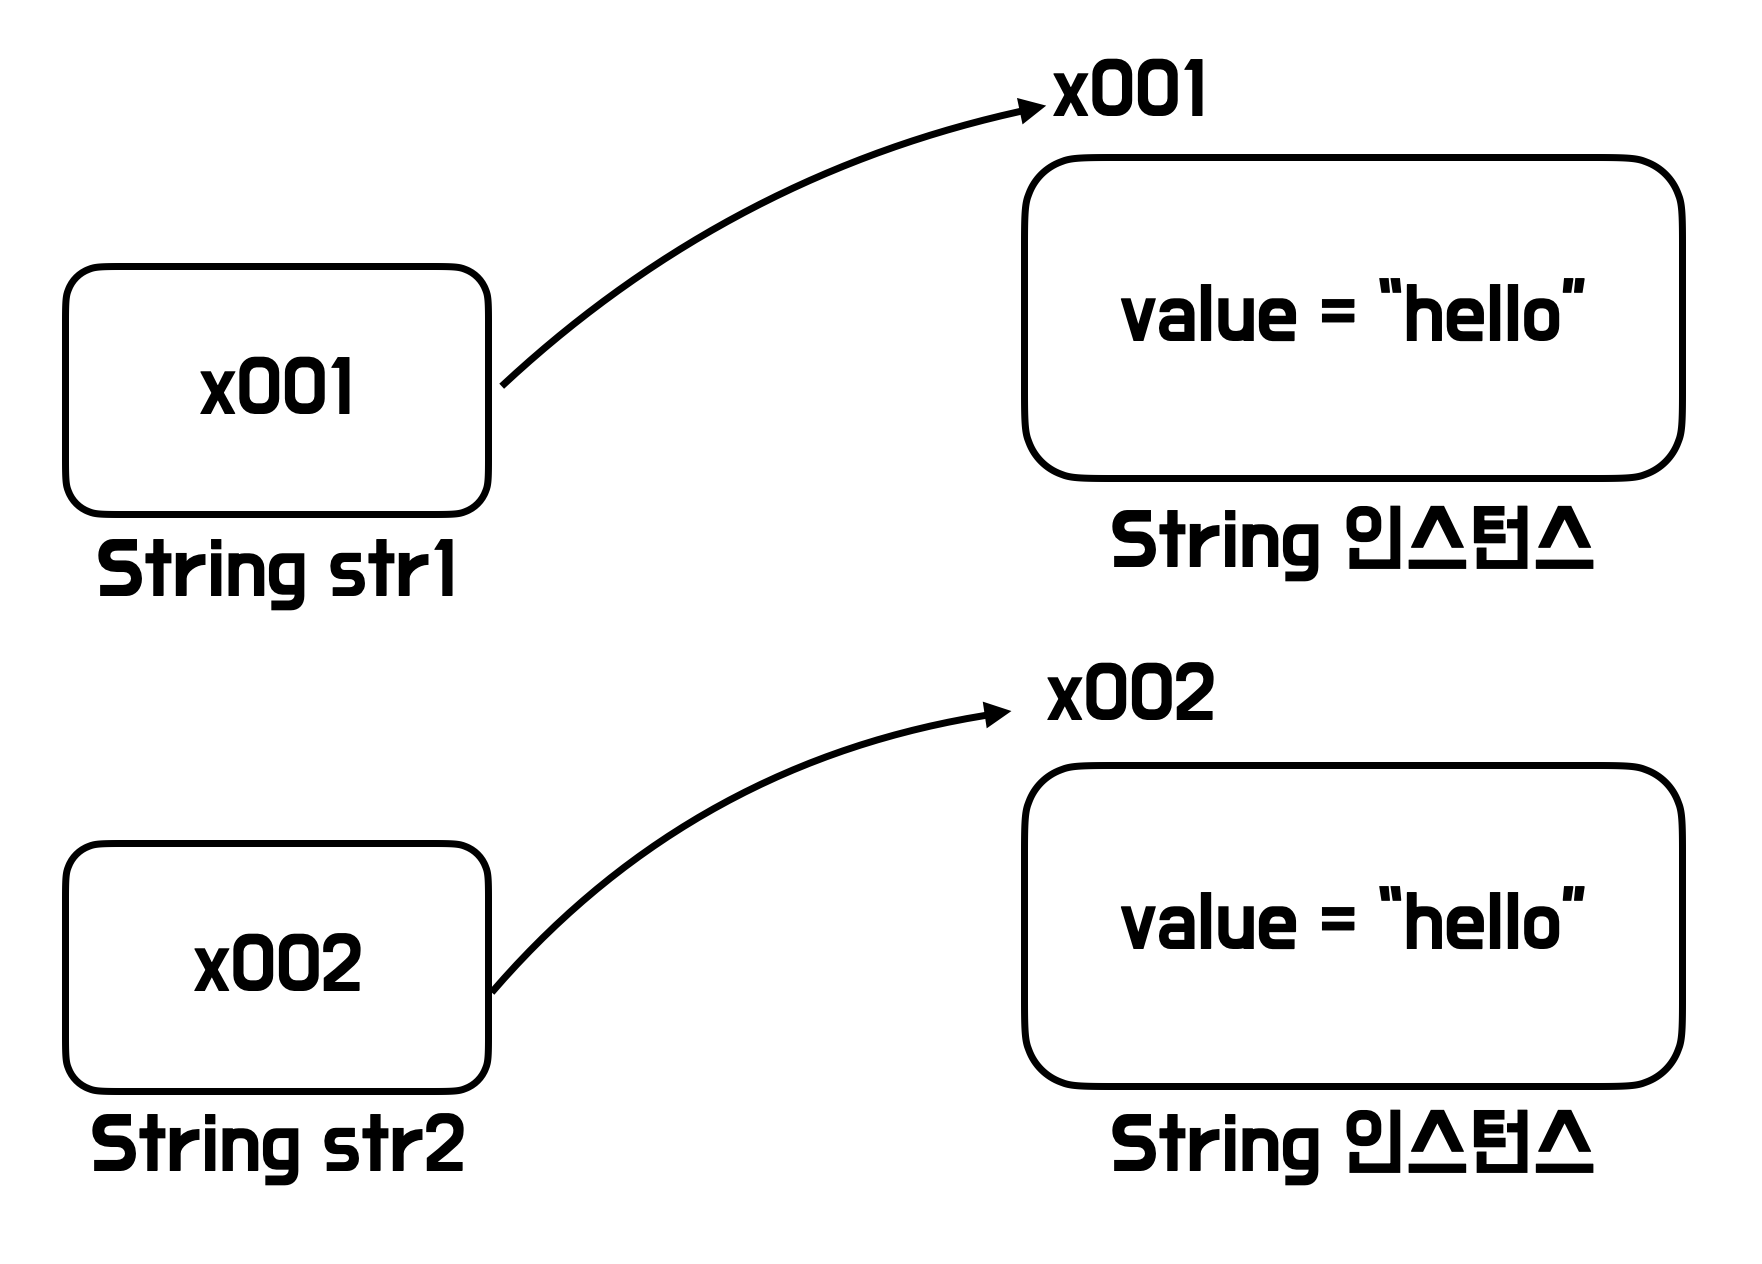 x001
value = "hello"
x001
String 인스턴스
String str1
x002
value = "hello"
x002
String 인스턴스
String str2